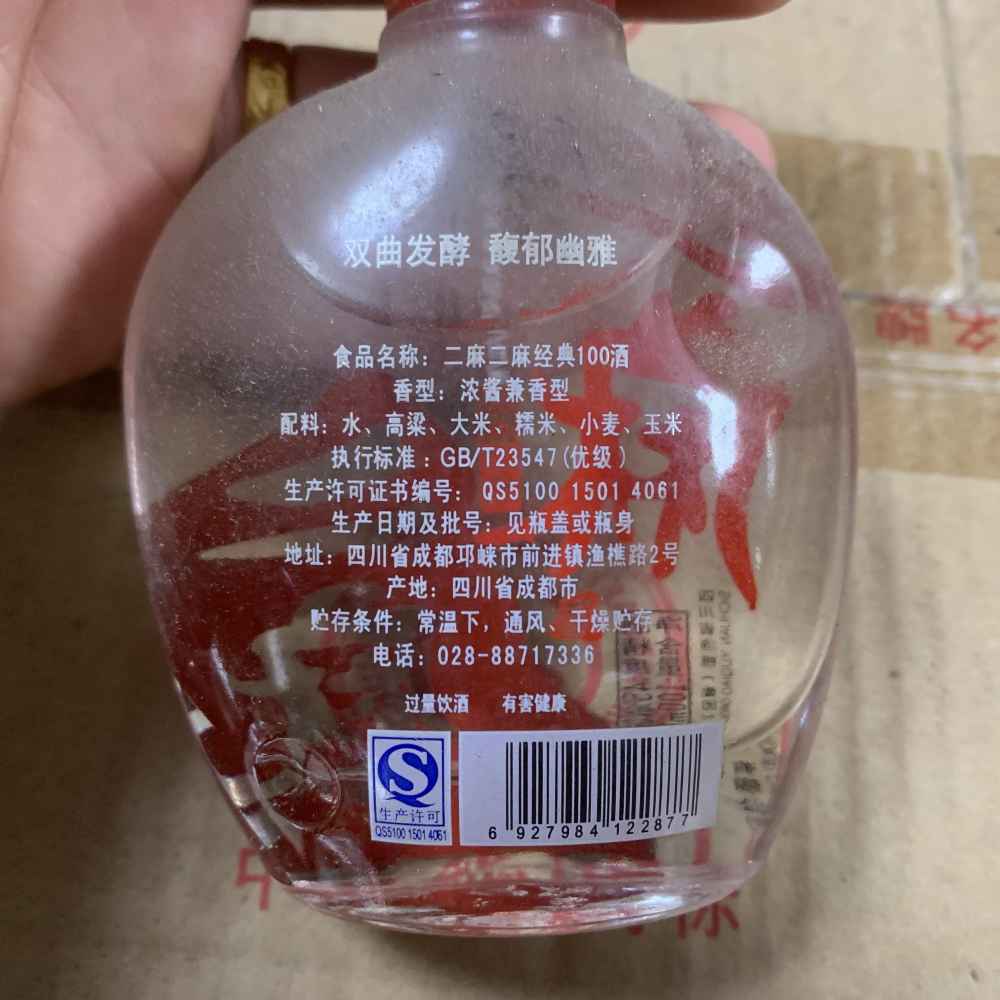 双曲发酵 馥郁幽雅
食品名称：二麻二麻经典100酒
香型：浓酱兼香型
配料：水、高粱、大米、糯米、小麦、玉米
执行标准：GB/T23547(优级)
生产许可证书编号： QS5100 1501 4061
生产日期及批号：见瓶盖或瓶身
地址：四川省成都邛崃市前进镇渔樵路2号
产地：四川省成都市
贮存条件：常温下，通风、干燥贮存
电话：028-88717336
过量饮酒 有害健康
生产许可
QS5100 1501 4061
6 927984 122877
名牌